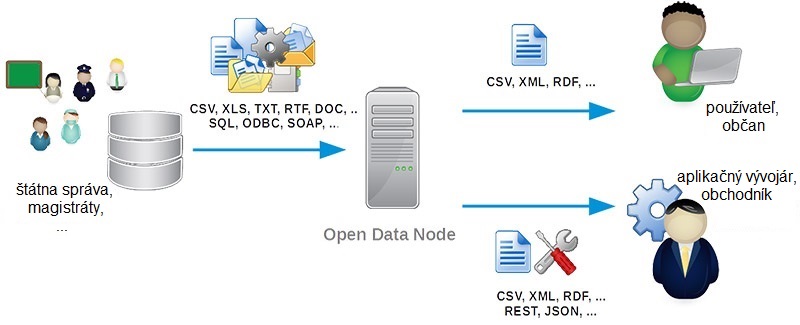 štátna správa,
magistráty,
...
CSV, XLS, TXT, RTF, DOC, ..
SQL, ODBC, SOAP, ...
Open Data Node
CSV, XML, RDF, ...
používateľ,
občan
aplikačný vývojár,
obchodník
CSV, XML, RDF, ...
REST, JSON, ...